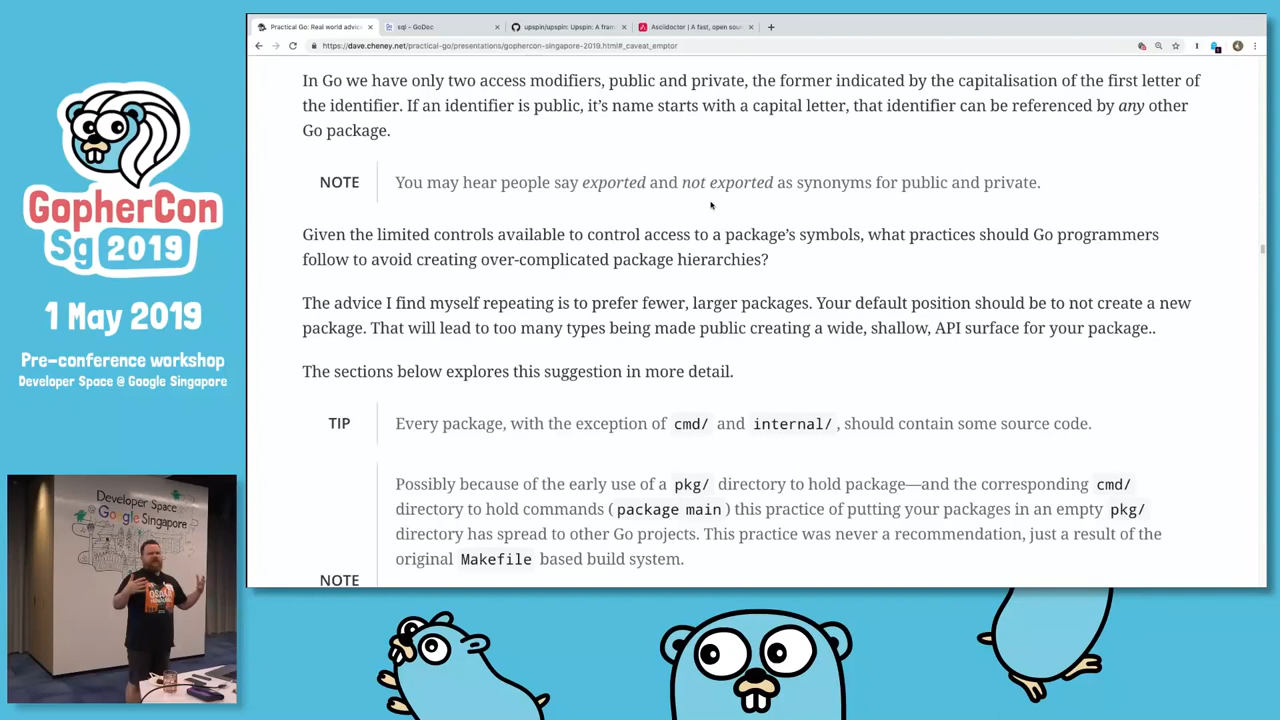 Practical Go: Real world advic
sql - GoDoc
upspin/upspin: Upspin: A fram
Asciidoctor | A fast, open sou
https://dave.cheney.net/practical-go/presentations/gophercon-singapore-2019.html#_caveat_emptor
In Go we have only two access modifiers, public and private, the former indicated by the capitalisation of the first letter of
the identifier. If an identifier is public, it’s name starts with a capital letter, that identifier can be referenced by any other
Go package.
NOTE
You may hear people say exported and not exported as synonyms for public and private.
Given the limited controls available to control access to a package’s symbols, what practices should Go programmers
follow to avoid creating over-complicated package hierarchies?
The advice I find myself repeating is to prefer fewer, larger packages. Your default position should be to not create a new
package. That will lead to too many types being made public creating a wide, shallow, API surface for your package..
The sections below explores this suggestion in more detail.
TIP
Every package, with the exception of cmd/ and internal/ , should contain some source code.
Possibly because of the early use of a pkg/ directory to hold package—and the corresponding cmd/
directory to hold commands ( package main ) this practice of putting your packages in an empty pkg/
directory has spread to other Go projects. This practice was never a recommendation, just a result of the
original Makefile based build system.
NOTE
GopherCon
Sg 2019
1 May 2019
Pre-conference workshop
Developer Space @ Google Singapore
Developer Space
Google Singapore